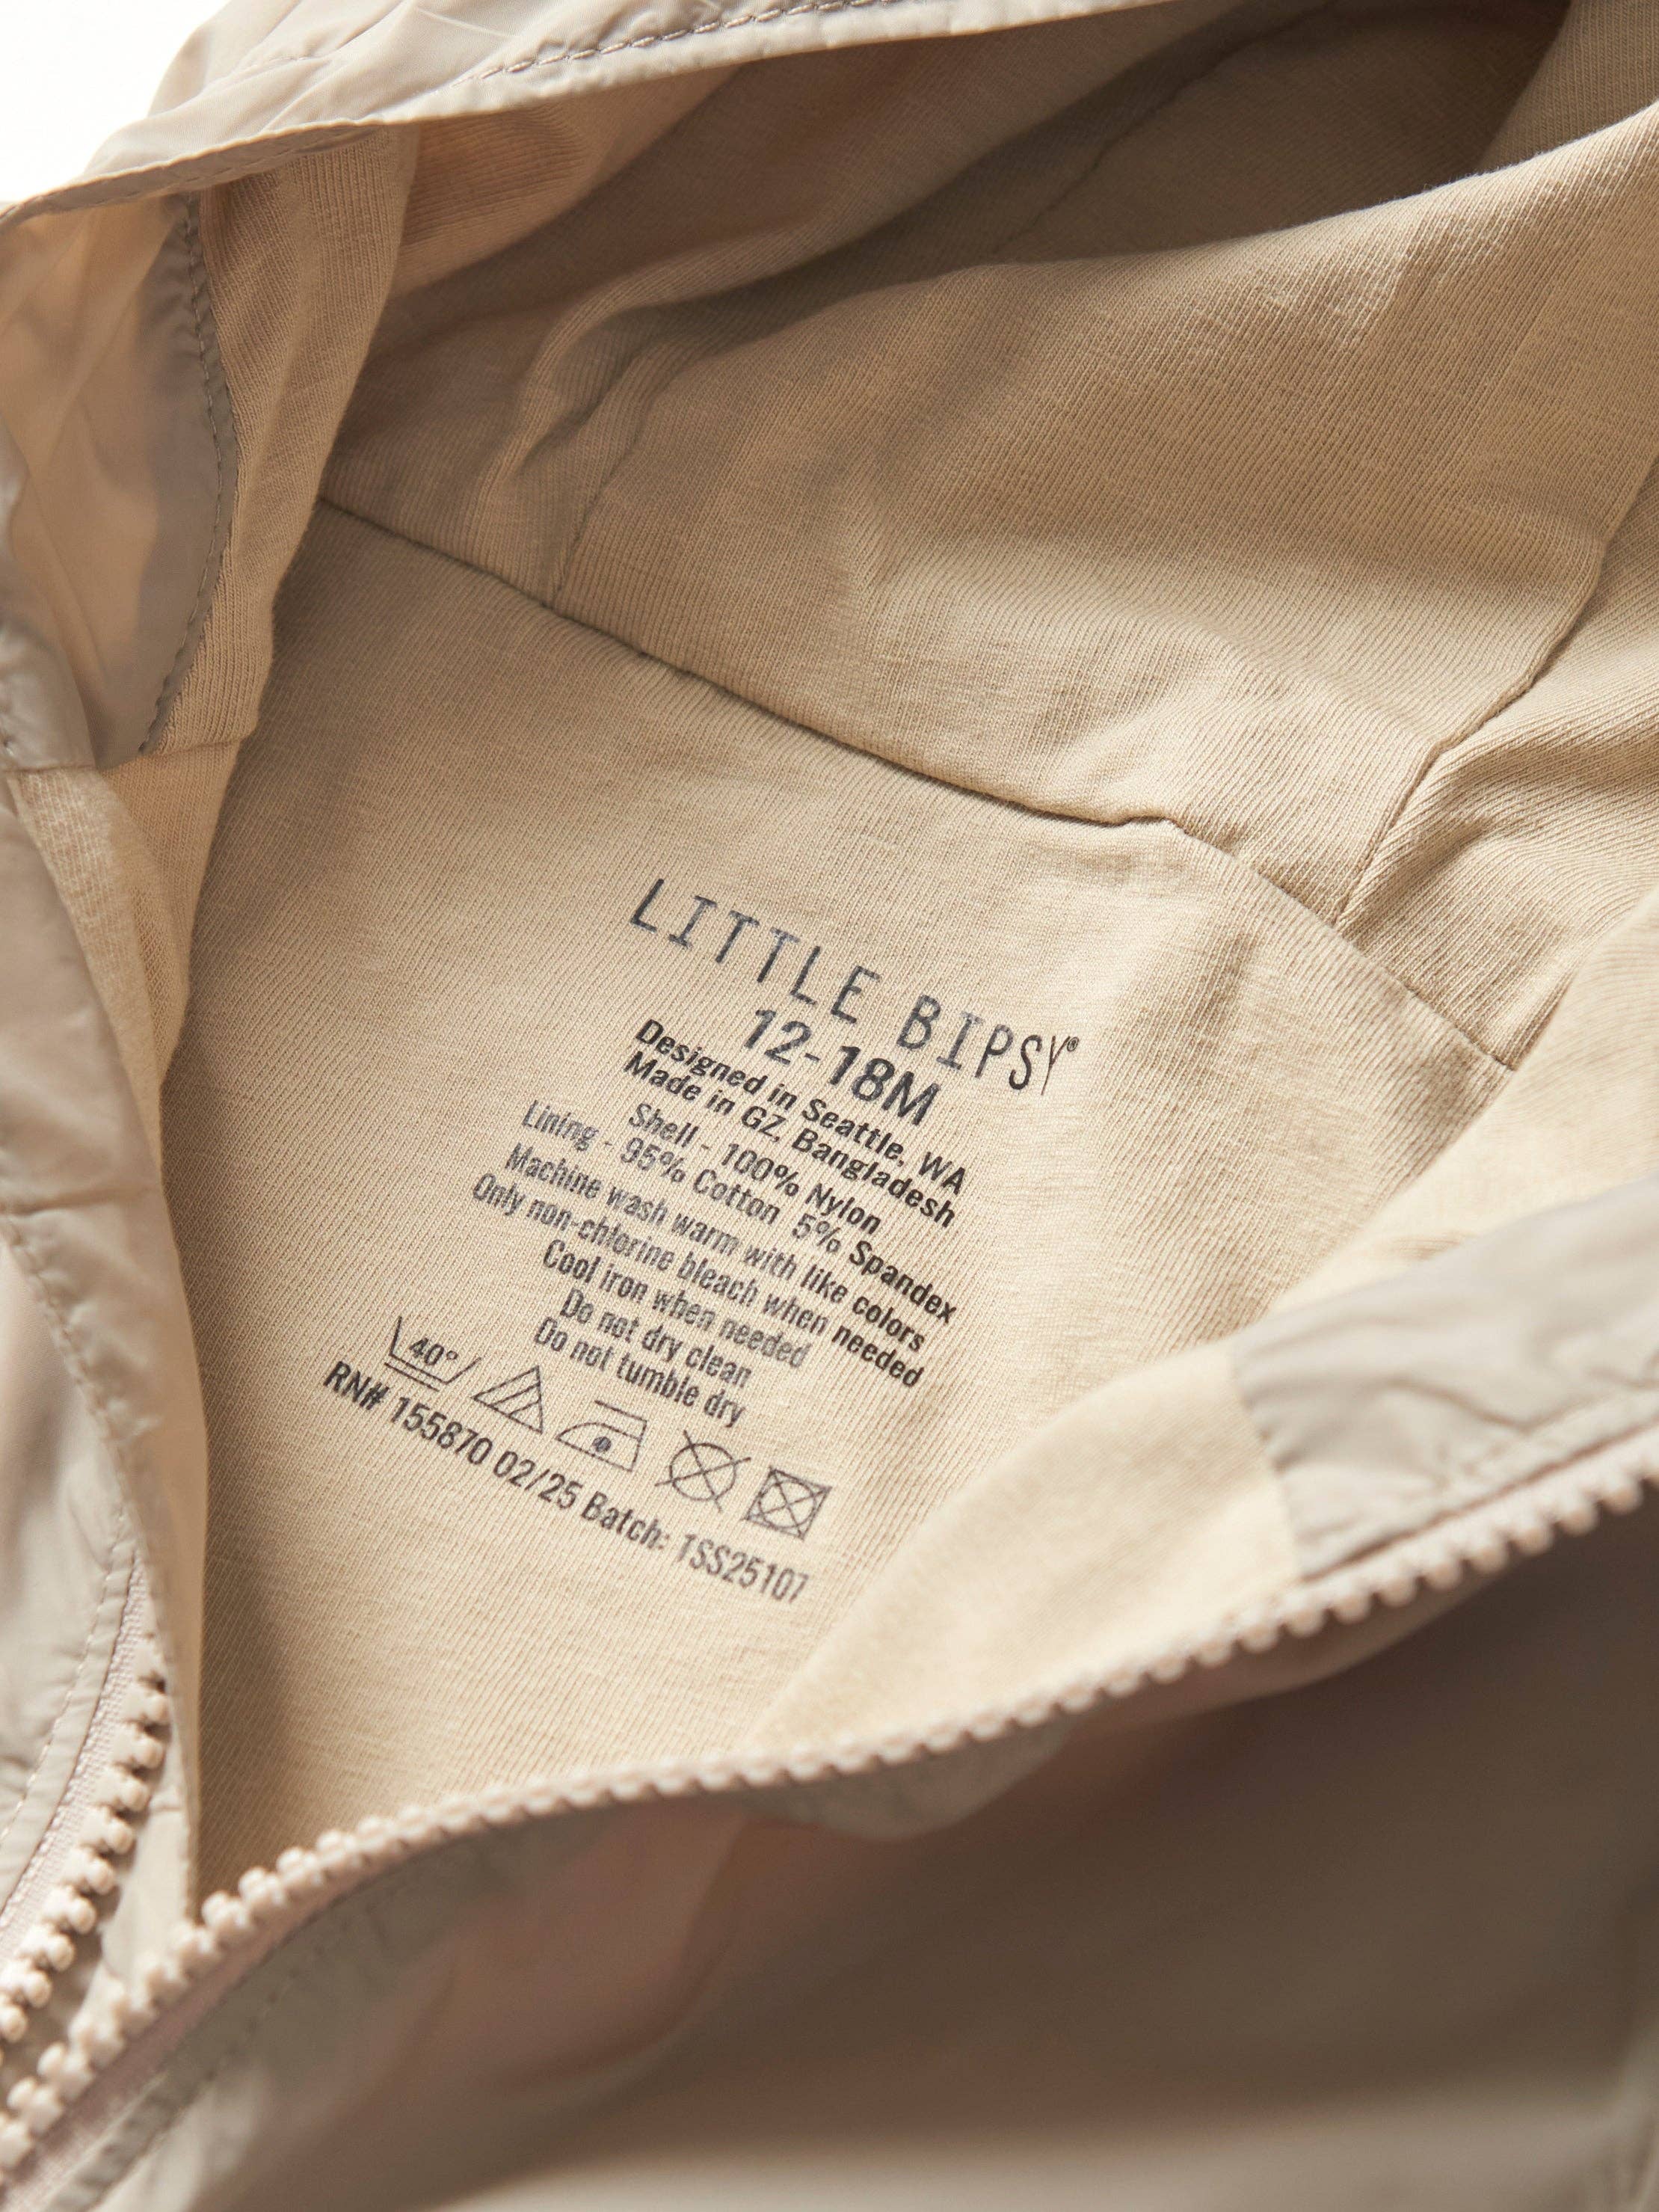 LITTLE BIPSY®
12-18M
Designed in Seattle, WA
Made in GZ, Bangladesh
Shell - 100% Nylon
Lining - 95% Cotton 5% Spandex
Machine wash warm with like colors
Only non-chlorine bleach when needed
Cool iron when needed
Do not dry clean
Do not tumble dry
40°
RN# 155870 02/25 Batch: TSS25107